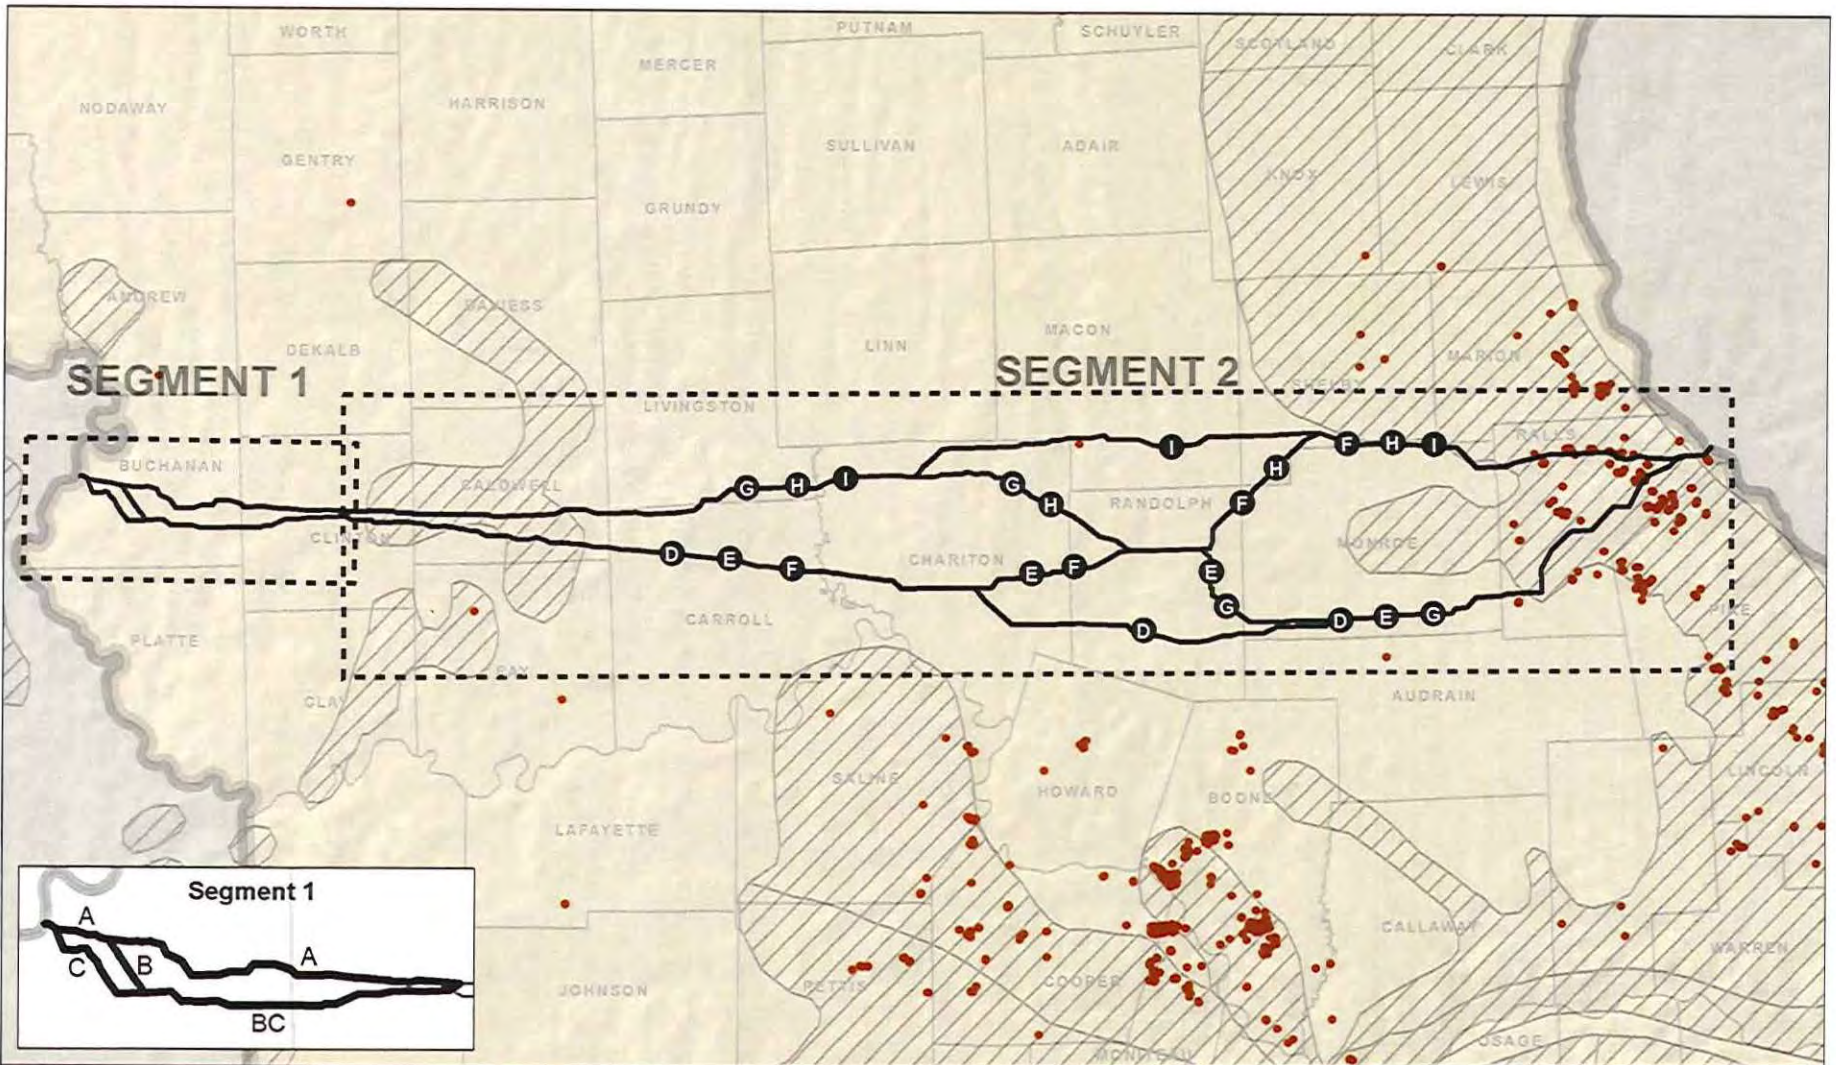 WORTH
PUTNAM
SCHUYLER
SCOTLAND
CLARK
MERCER
NODAWAY
HARRISON
GENTRY
SULLIVAN
ADAIR
KNOX
LEWIS
GRUNDY
ANDREW
DAVIESS
DEKALB
LINN
MACON
MARION
SHELBY
SEGMENT 1
SEGMENT 2
LIVINGSTON
RALLS
BUCHANAN
CALDWELL
G H I
I
F H I
G
H
H
F
RANDOLPH
CLINTON
MONROE
D E F
CHARITON
E F
E
G
D
D E G
CARROLL
PLATTE
PIKE
RAY
CLAY
AUDRAIN
SALINE
HOWARD
BOONE
LINCOLN
LAFAYETTE
CALLAWAY
WARREN
JOHNSON
PETTIS
COOPER
MONITEAU
OSAGE
Segment 1
A
C
B
A
BC